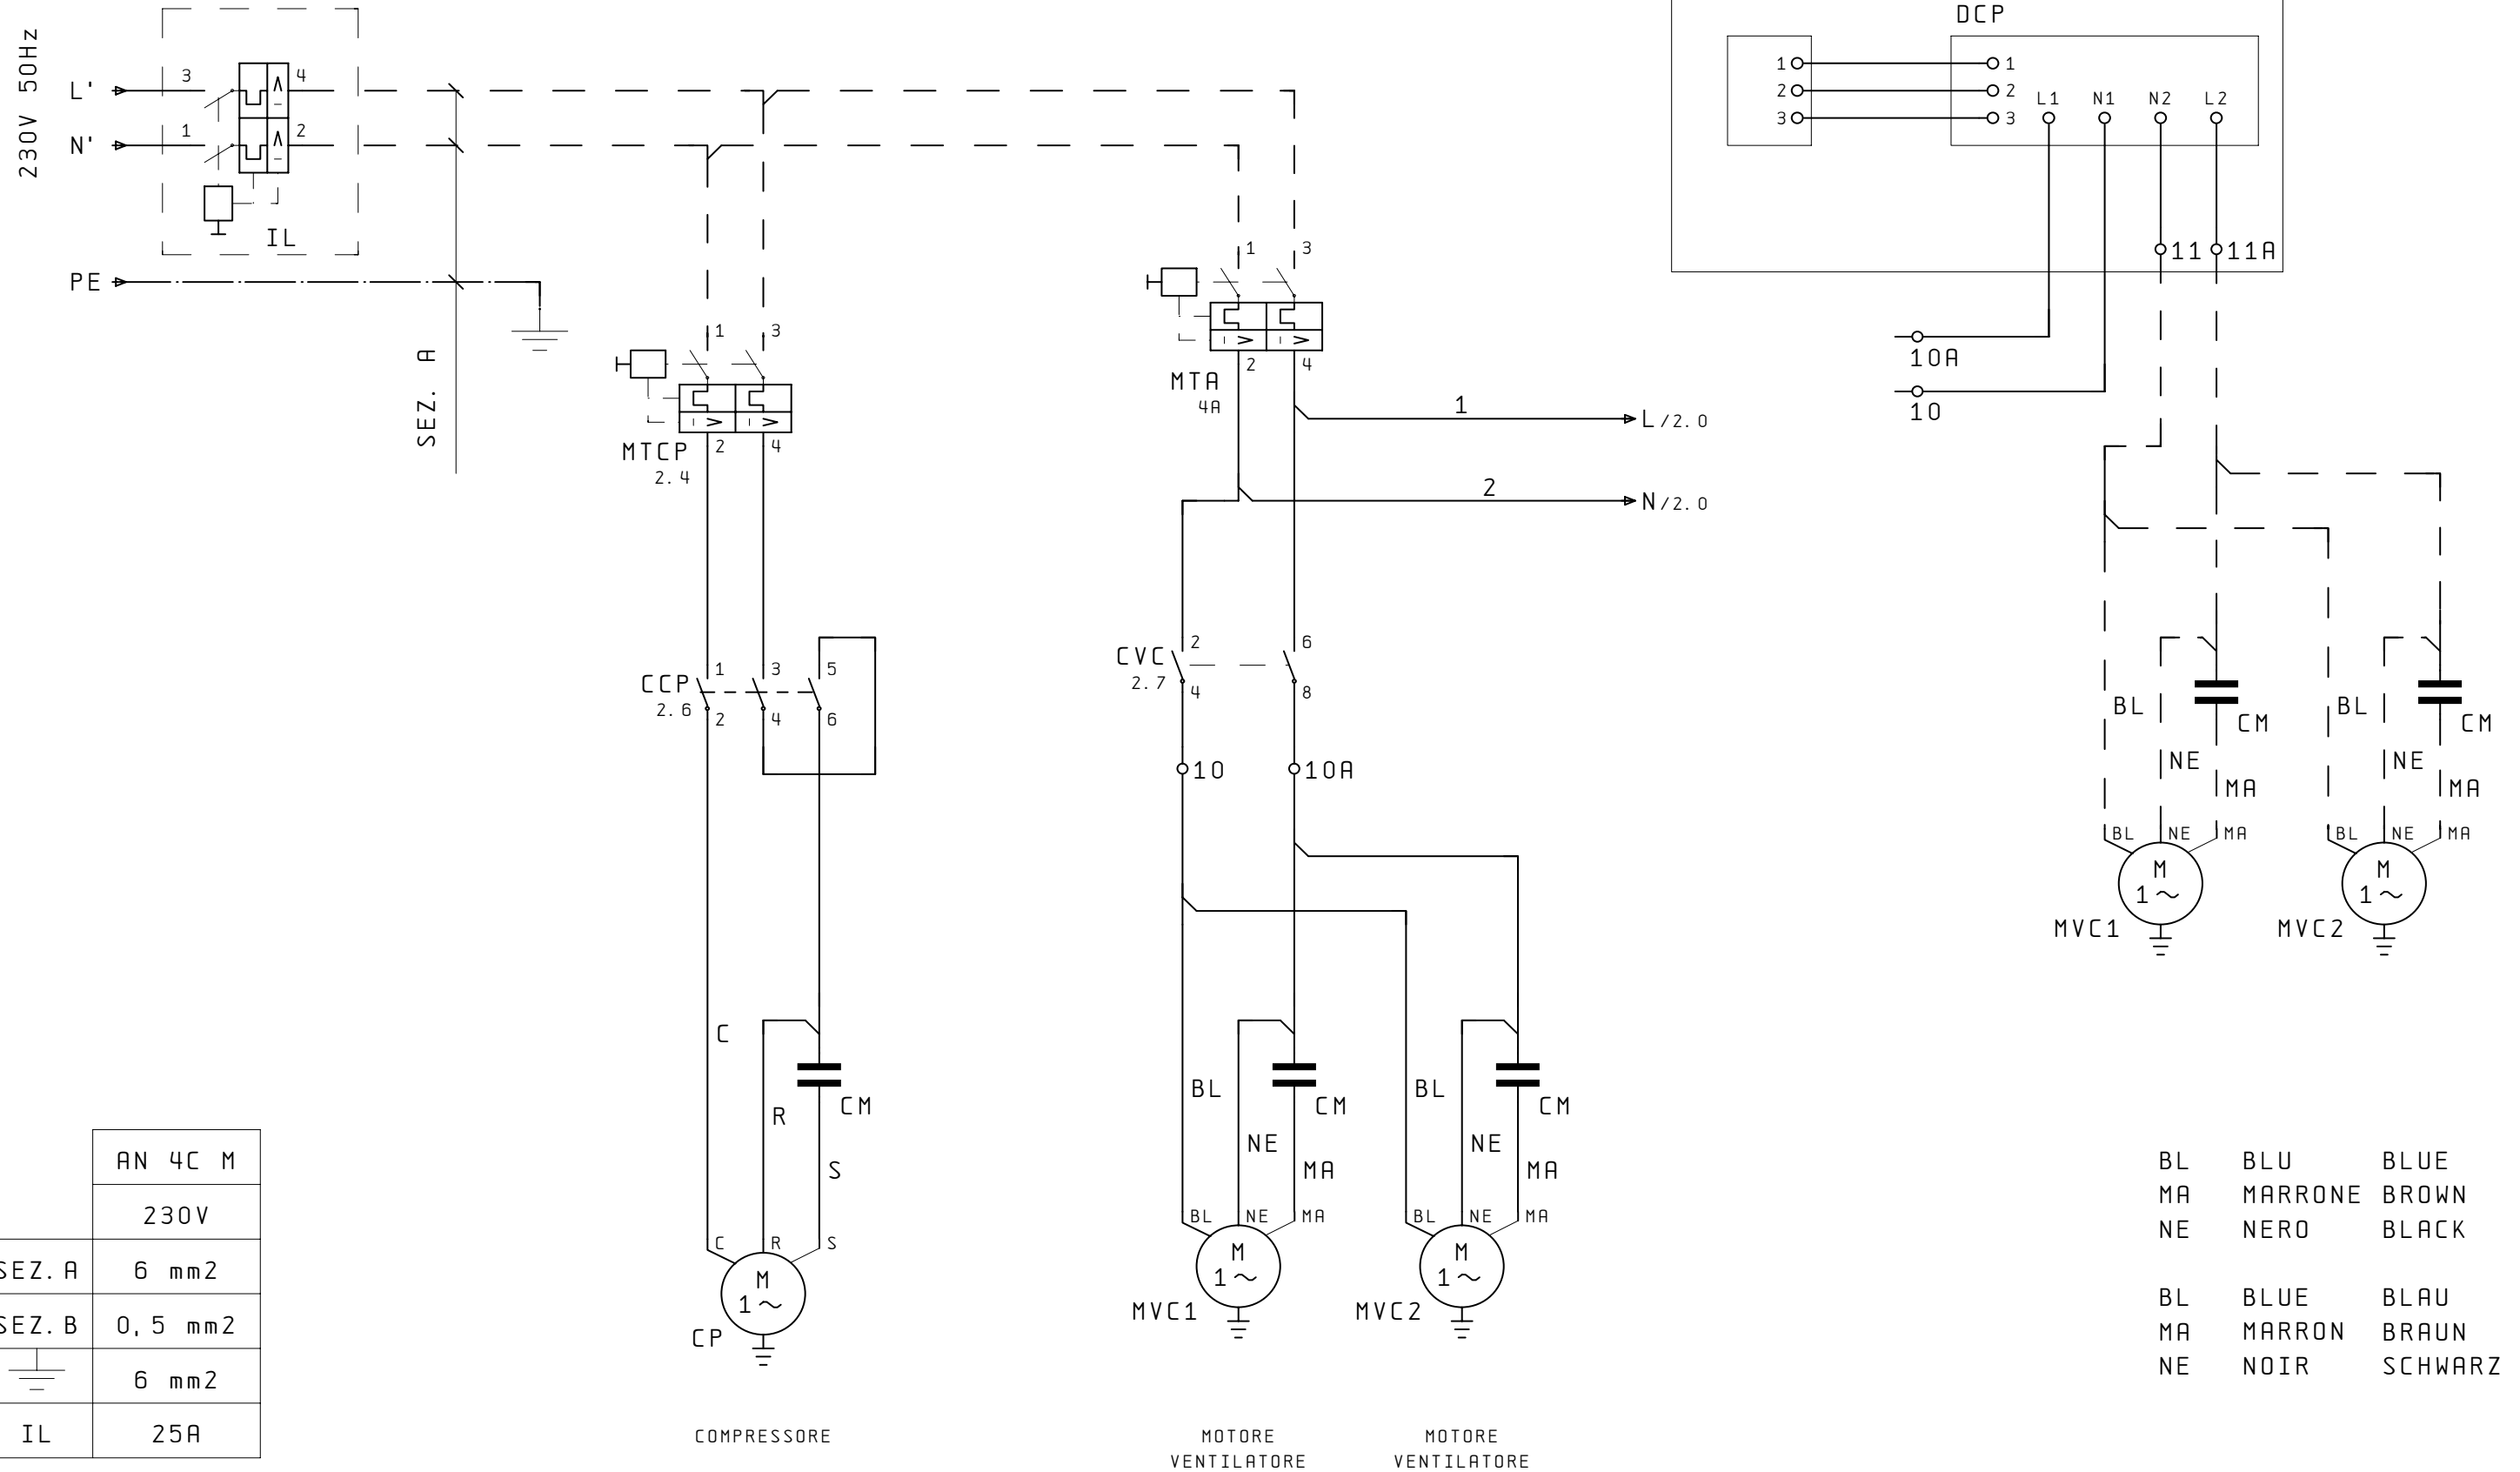 230V 50Hz
L'
N'
PE
3
4
1
2
IL
SEZ. A
1
3
MTCP
2.4
2
4
CCP
2.6
1
3
5
2
4
6
C
R
S
CM
C
R
S
M
1~
CP
COMPRESSORE
1
3
MTA
4A
2
4
1
L/2.0
2
N/2.0
CVC
2.7
2
6
4
8
10
10A
BL
NE
MA
CM
BL
NE
MA
M
1~
MVC1
MOTORE
VENTILATORE
BL
NE
MA
CM
BL
NE
MA
M
1~
MVC2
MOTORE
VENTILATORE
DCP
1
2
3
1
2
3
L1 N1 N2 L2
11
11A
10A
10
BL
NE
MA
CM
BL
NE
MA
M
1~
MVC1
BL
NE
MA
CM
BL
NE
MA
M
1~
MVC2
AN 4C M
230V
SEZ. A 6 mm2
SEZ. B 0,5 mm2
6 mm2
IL 25A
BL BLU BLUE
MA MARRONE BROWN
NE NERO BLACK
BL BLUE BLAU
MA MARRON BRAUN
NE NOIR SCHWARZ